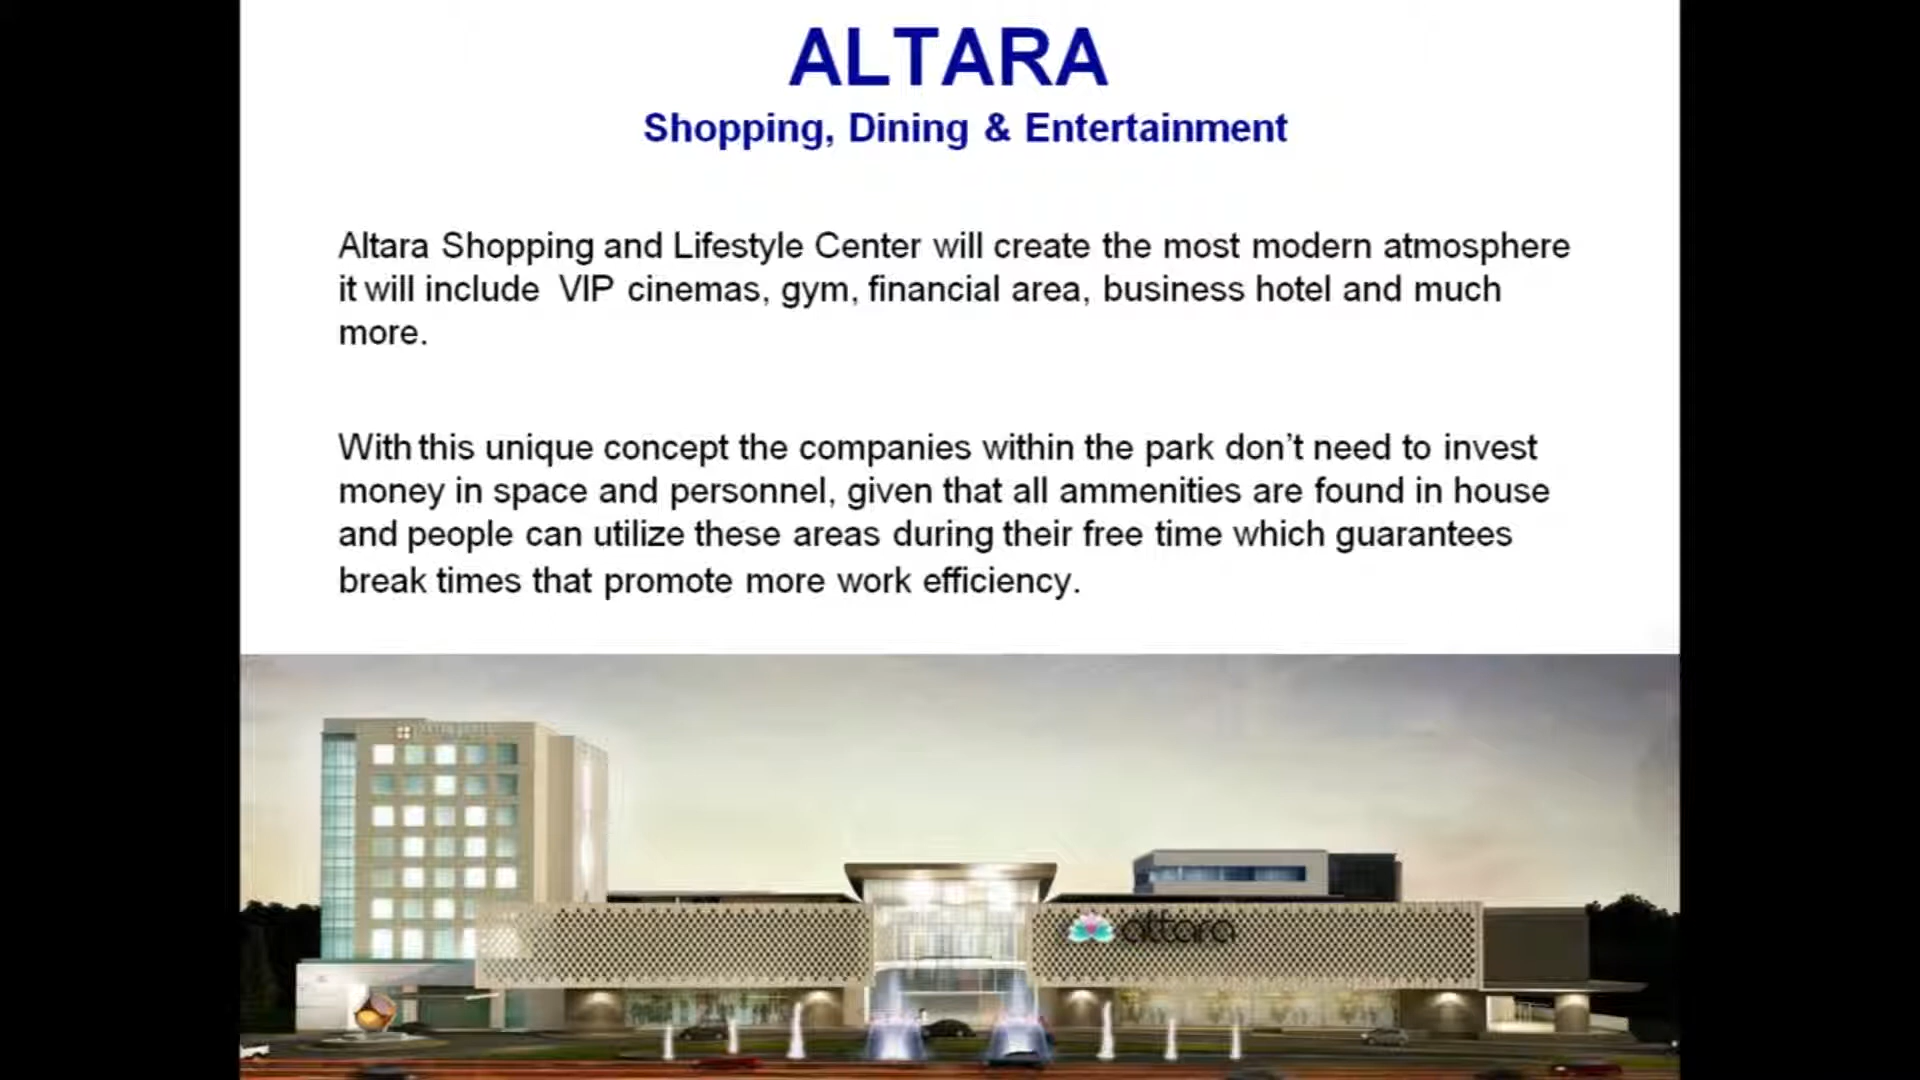 ALTARA
Shopping, Dining & Entertainment
Altara Shopping and Lifestyle Center will create the most modern atmosphere
it will include VIP cinemas, gym, financial area, business hotel and much
more.
With this unique concept the companies within the park don’t need to invest
money in space and personnel, given that all ammenities are found in house
and people can utilize these areas during their free time which guarantees
break times that promote more work efficiency.
altara